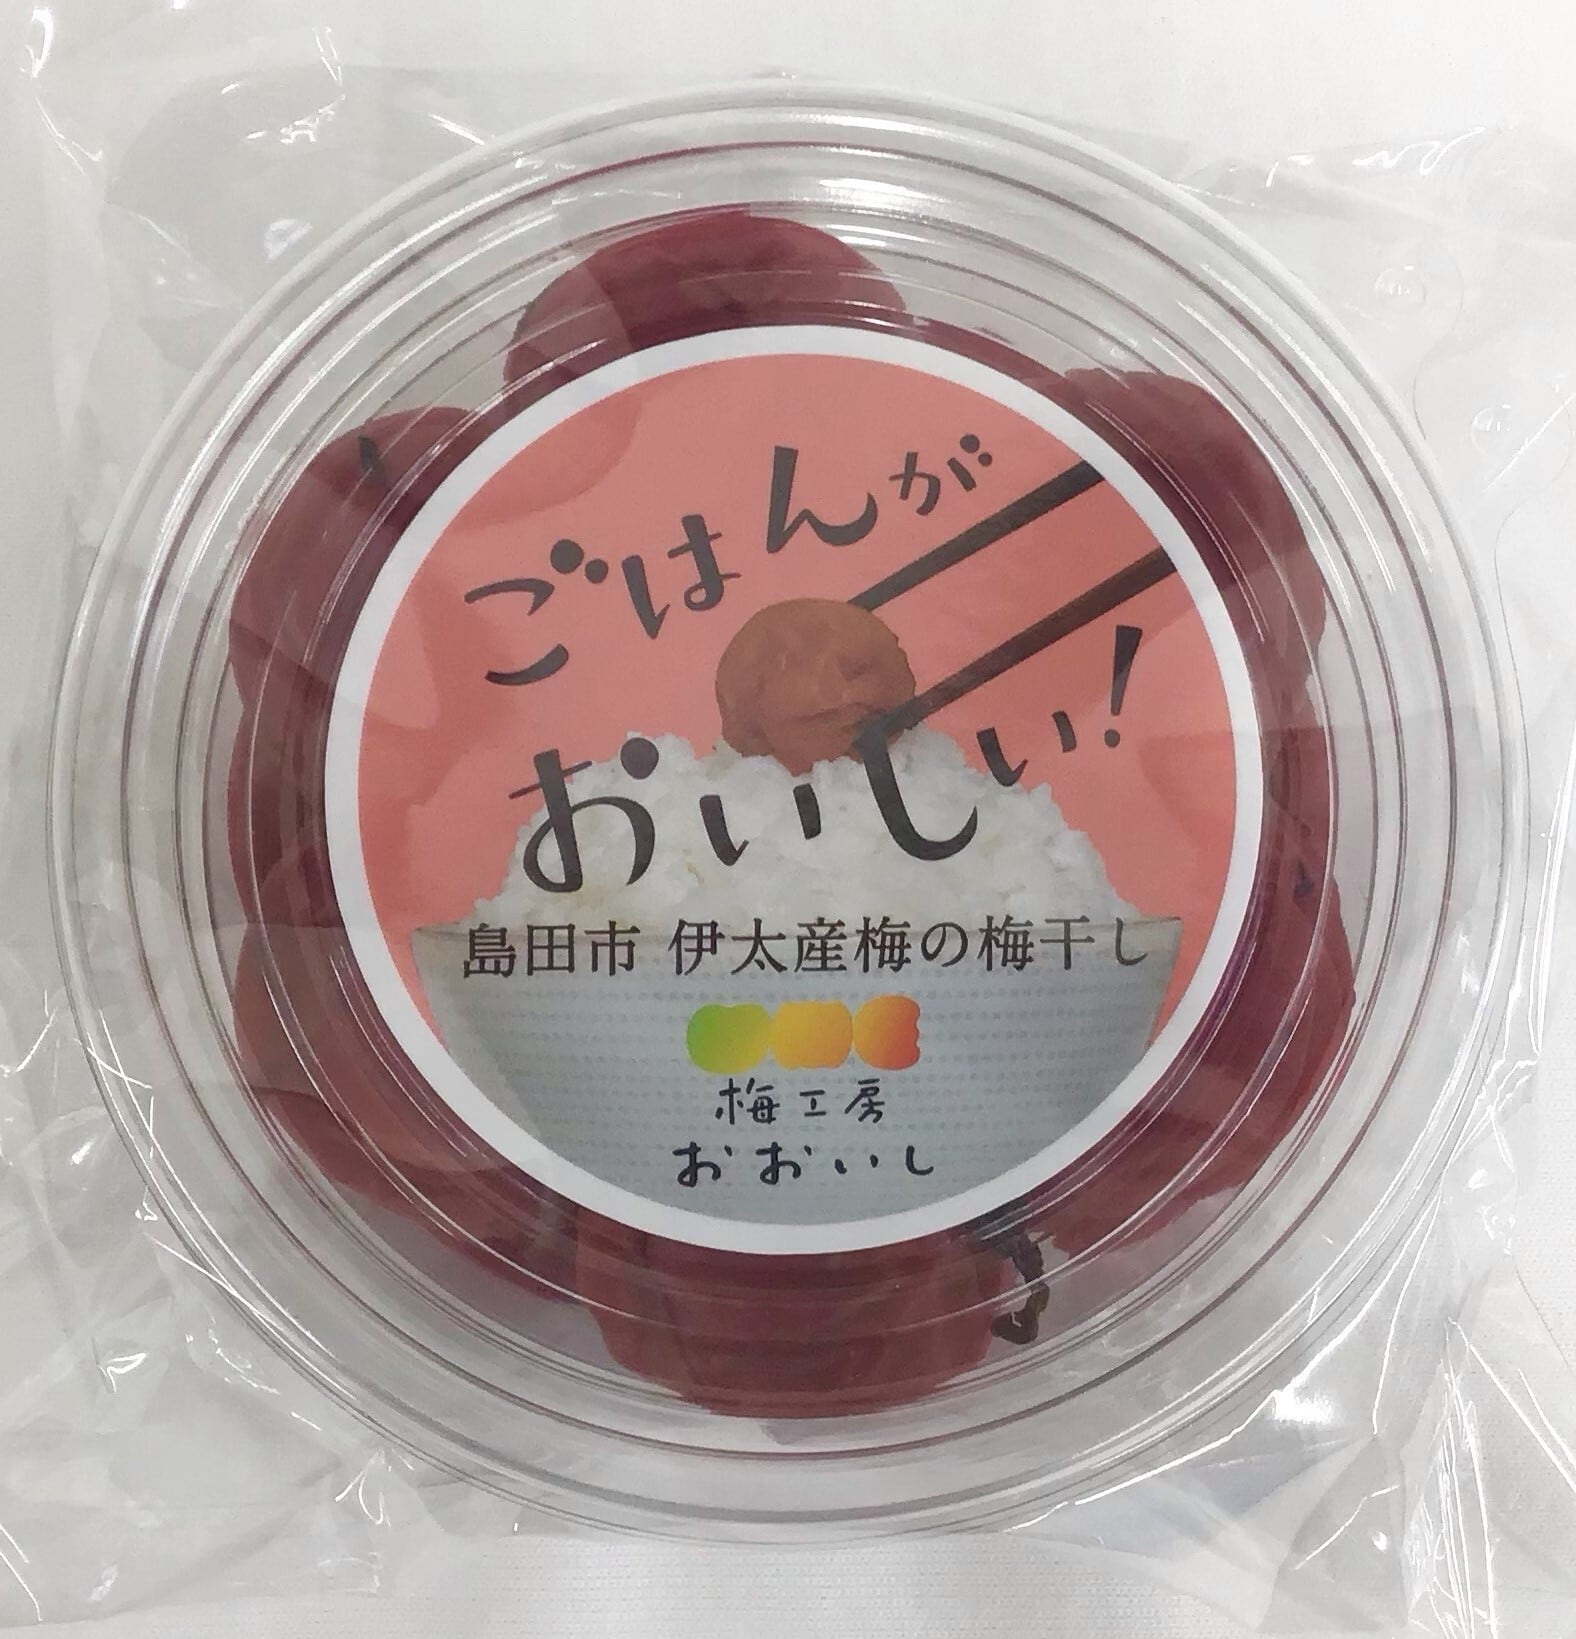 ごはんが
おいしい!
島田市 伊太産梅の梅干し
梅工房
おおいし